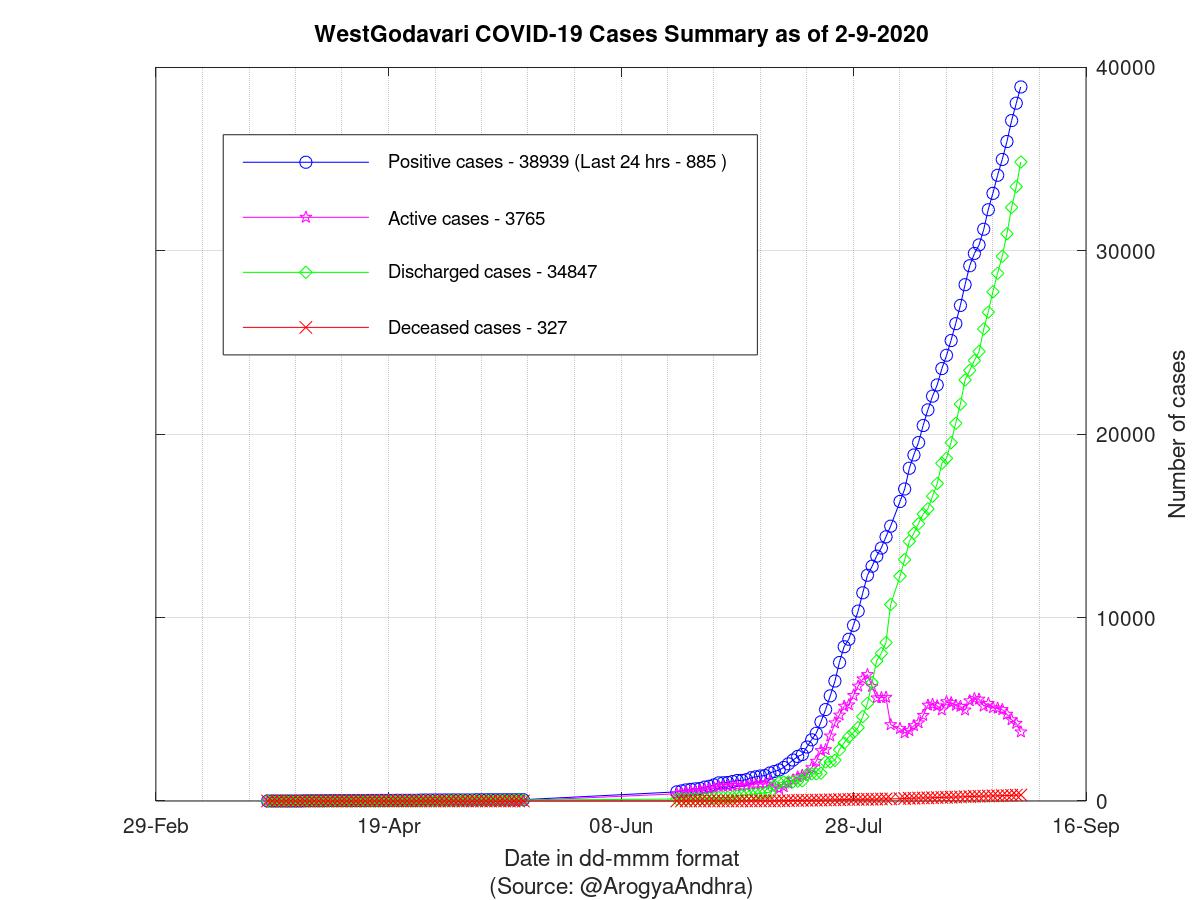 WestGodavari COVID-19 Cases Summary as of 2-9-2020
Positive cases - 38939 (Last 24 hrs - 885 )
Active cases - 3765
Discharged cases - 34847
Deceased cases - 327
40000
30000
20000
10000
0
Number of cases
29-Feb 19-Apr 08-Jun 28-Jul 16-Sep
Date in dd-mmm format
(Source: @ArogyaAndhra)